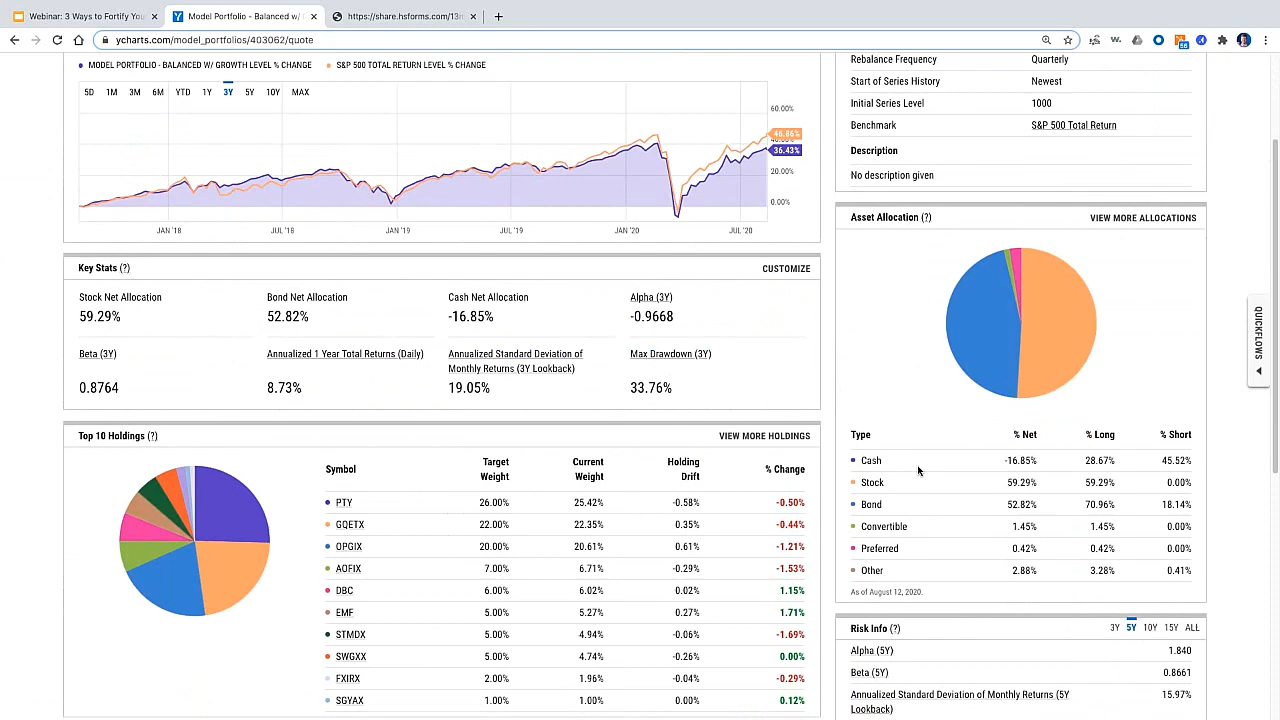 Webinar: 3 Ways to Fortify You
Model Portfolio - Balanced w/
https://share.hsforms.com/13
ycharts.com/model_portfolios/403062/quote
MODEL PORTFOLIO - BALANCED W/ GROWTH LEVEL % CHANGE S&P 500 TOTAL RETURN LEVEL % CHANGE
5D 1M 3M 6M YTD 1Y 3Y 5Y 10Y MAX
60.00%
46.86%
36.43%
20.00%
0.00%
JAN '18 JUL '18 JAN '19 JUL '19 JAN '20 JUL '20
Rebalance Frequency Quarterly
Start of Series History Newest
Initial Series Level 1000
Benchmark S&P 500 Total Return
Description
No description given
Key Stats (?) CUSTOMIZE
Stock Net Allocation Bond Net Allocation Cash Net Allocation Alpha (3Y)
59.29% 52.82% -16.85% -0.9668
Beta (3Y) Annualized 1 Year Total Returns (Daily) Annualized Standard Deviation of Max Drawdown (3Y)
Monthly Returns (3Y Lookback)
0.8764 8.73% 19.05% 33.76%
Top 10 Holdings (?) VIEW MORE HOLDINGS
Symbol Target Weight Current Weight Holding Drift % Change
PTY 26.00% 25.42% -0.58% -0.50%
GQETX 22.00% 22.35% 0.35% -0.44%
OPGIX 20.00% 20.61% 0.61% -1.21%
AOFIX 7.00% 6.71% -0.29% -1.53%
DBC 6.00% 6.02% 0.02% 1.15%
EMF 5.00% 5.27% 0.27% 1.71%
STMDX 5.00% 4.94% -0.06% -1.69%
SWGXX 5.00% 4.74% -0.26% 0.00%
FXIRX 2.00% 1.96% -0.04% -0.29%
SGYAX 1.00% 1.00% 0.00% 0.12%
Asset Allocation (?) VIEW MORE ALLOCATIONS
Type % Net % Long % Short
Cash -16.85% 28.67% 45.52%
Stock 59.29% 59.29% 0.00%
Bond 52.82% 70.96% 18.14%
Convertible 1.45% 1.45% 0.00%
Preferred 0.42% 0.42% 0.00%
Other 2.88% 3.28% 0.41%
As of August 12, 2020.
Risk Info (?) 3Y 5Y 10Y 15Y ALL
Alpha (5Y) 1.840
Beta (5Y) 0.8661
Annualized Standard Deviation of Monthly Returns (5Y 15.97%
Lookback)
QUICKFLOWS